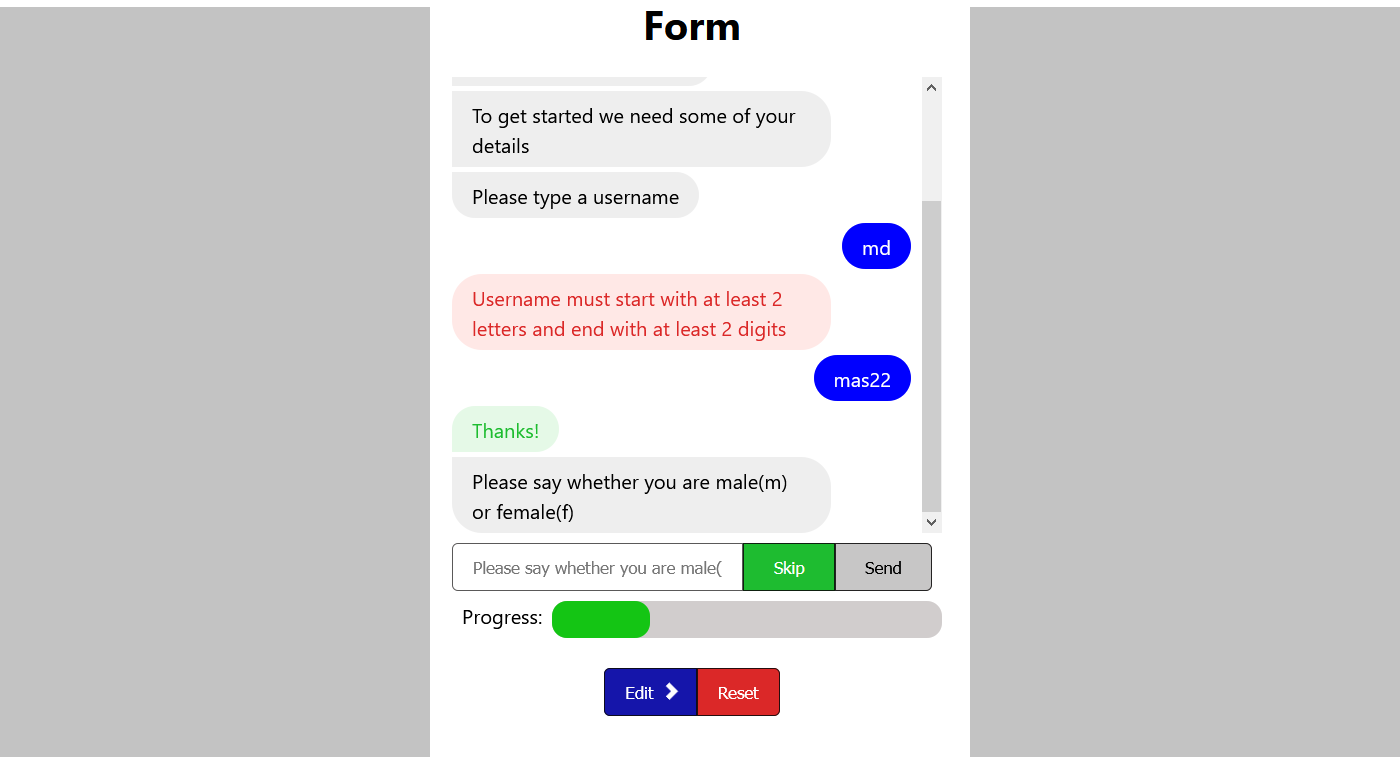 Form
To get started we need some of your
details
Please type a username
md
Username must start with at least 2
letters and end with at least 2 digits
mas22
Thanks!
Please say whether you are male(m)
or female(f)
Please say whether you are male(
Skip
Send
Progress:
Edit
Reset